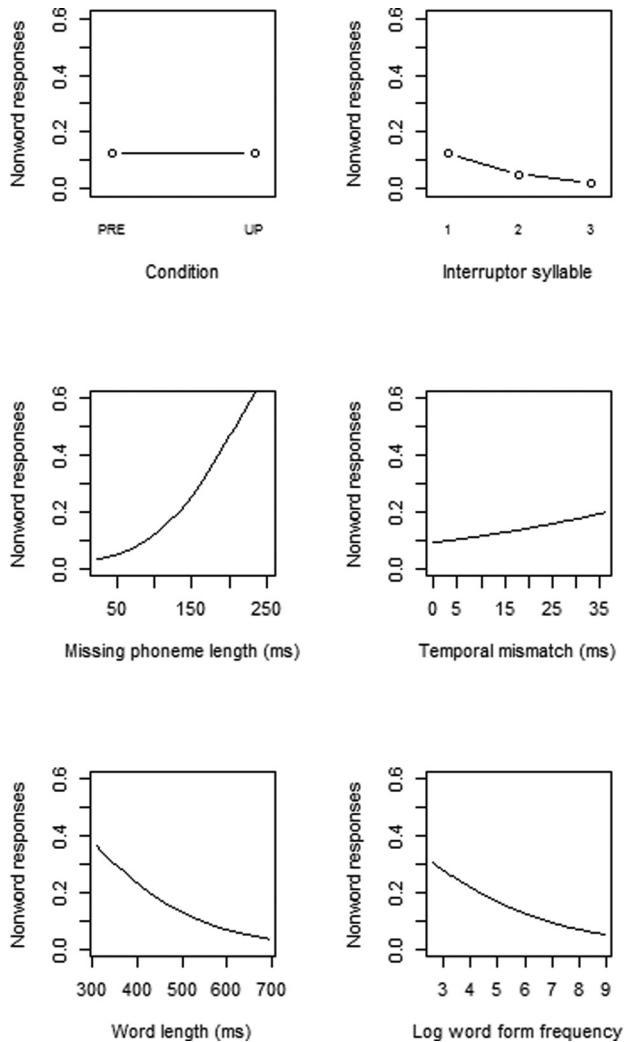 Nonword responses
0.0 0.2 0.4 0.6
PRE UP
Condition
Nonword responses
0.0 0.2 0.4 0.6
1 2 3
Interruptor syllable
Nonword responses
0.0 0.2 0.4 0.6
50 150 250
Missing phoneme length (ms)
Nonword responses
0.0 0.2 0.4 0.6
0 5 15 25 35
Temporal mismatch (ms)
Nonword responses
0.0 0.2 0.4 0.6
300 400 500 600 700
Word length (ms)
Nonword responses
0.0 0.2 0.4 0.6
3 4 5 6 7 8 9
Log word form frequency